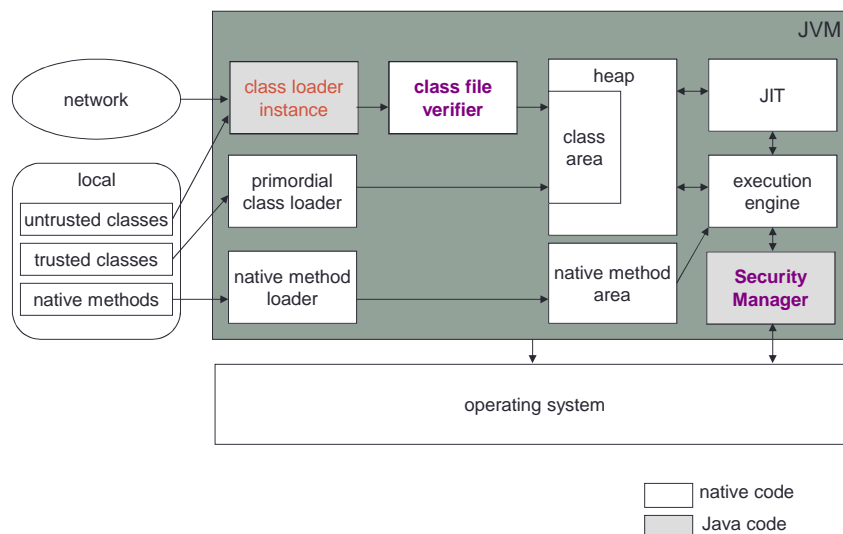 JVM
network
class loader
instance
class file
verifier
heap
class
area
JIT
local
untrusted classes
trusted classes
native methods
primordial
class loader
execution
engine
native method
loader
native method
area
Security
Manager
operating system
native code
Java code